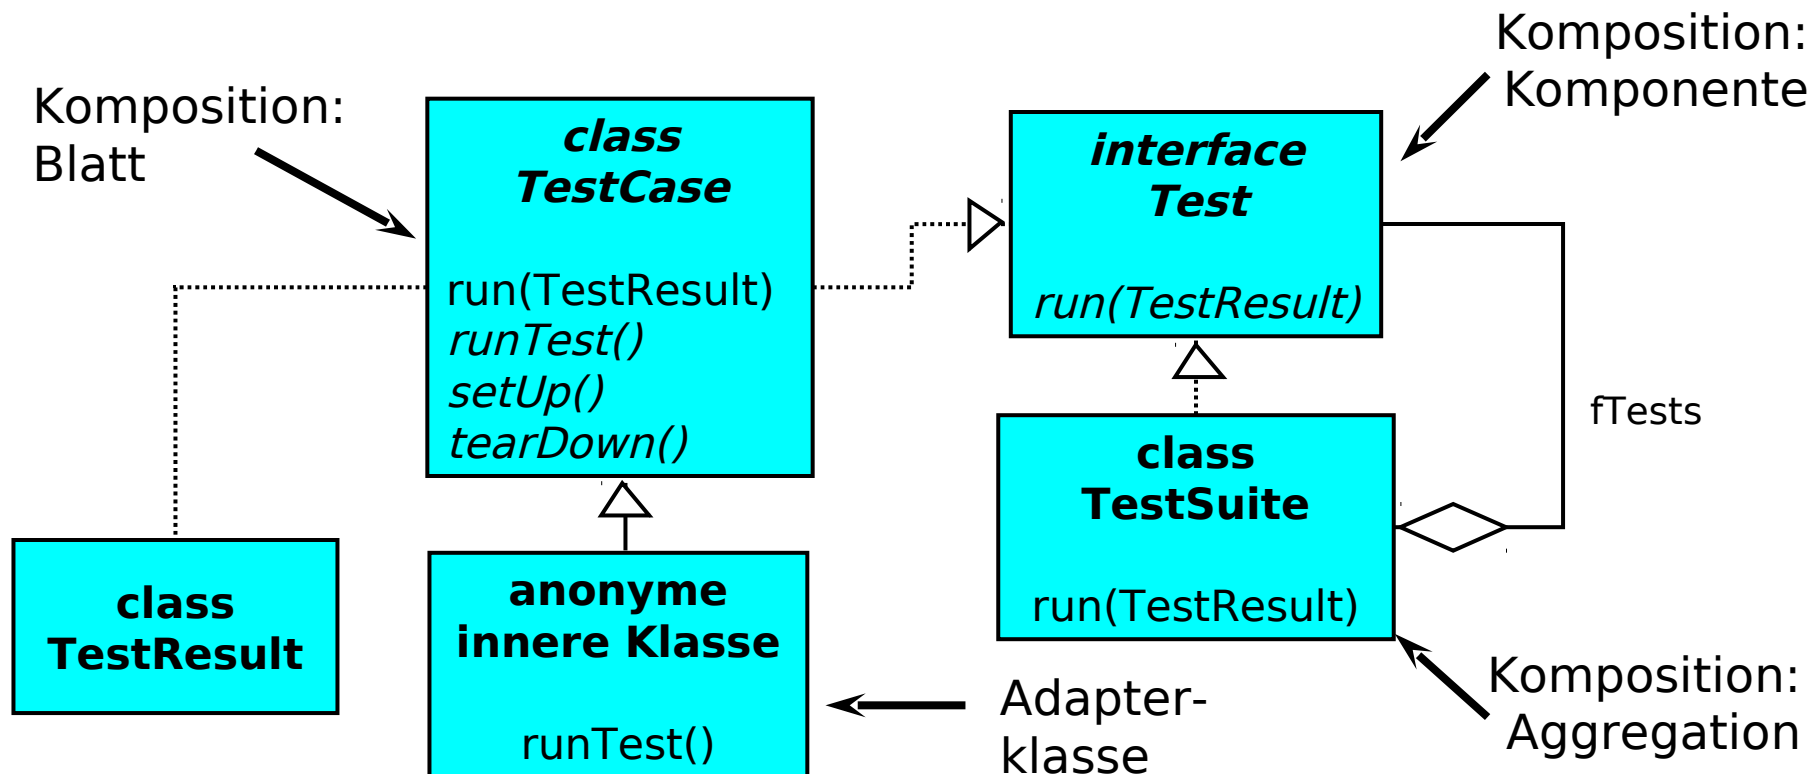 Komposition:
Komponente
Komposition:
Blatt
class
TestCase
run(TestResult)
runTest()
setUp()
tearDown()
interface
Test
run(TestResult)
fTests
class
TestSuite
run(TestResult)
class
TestResult
anonyme
innere Klasse
runTest()
Adapter-
klasse
Komposition:
Aggregation